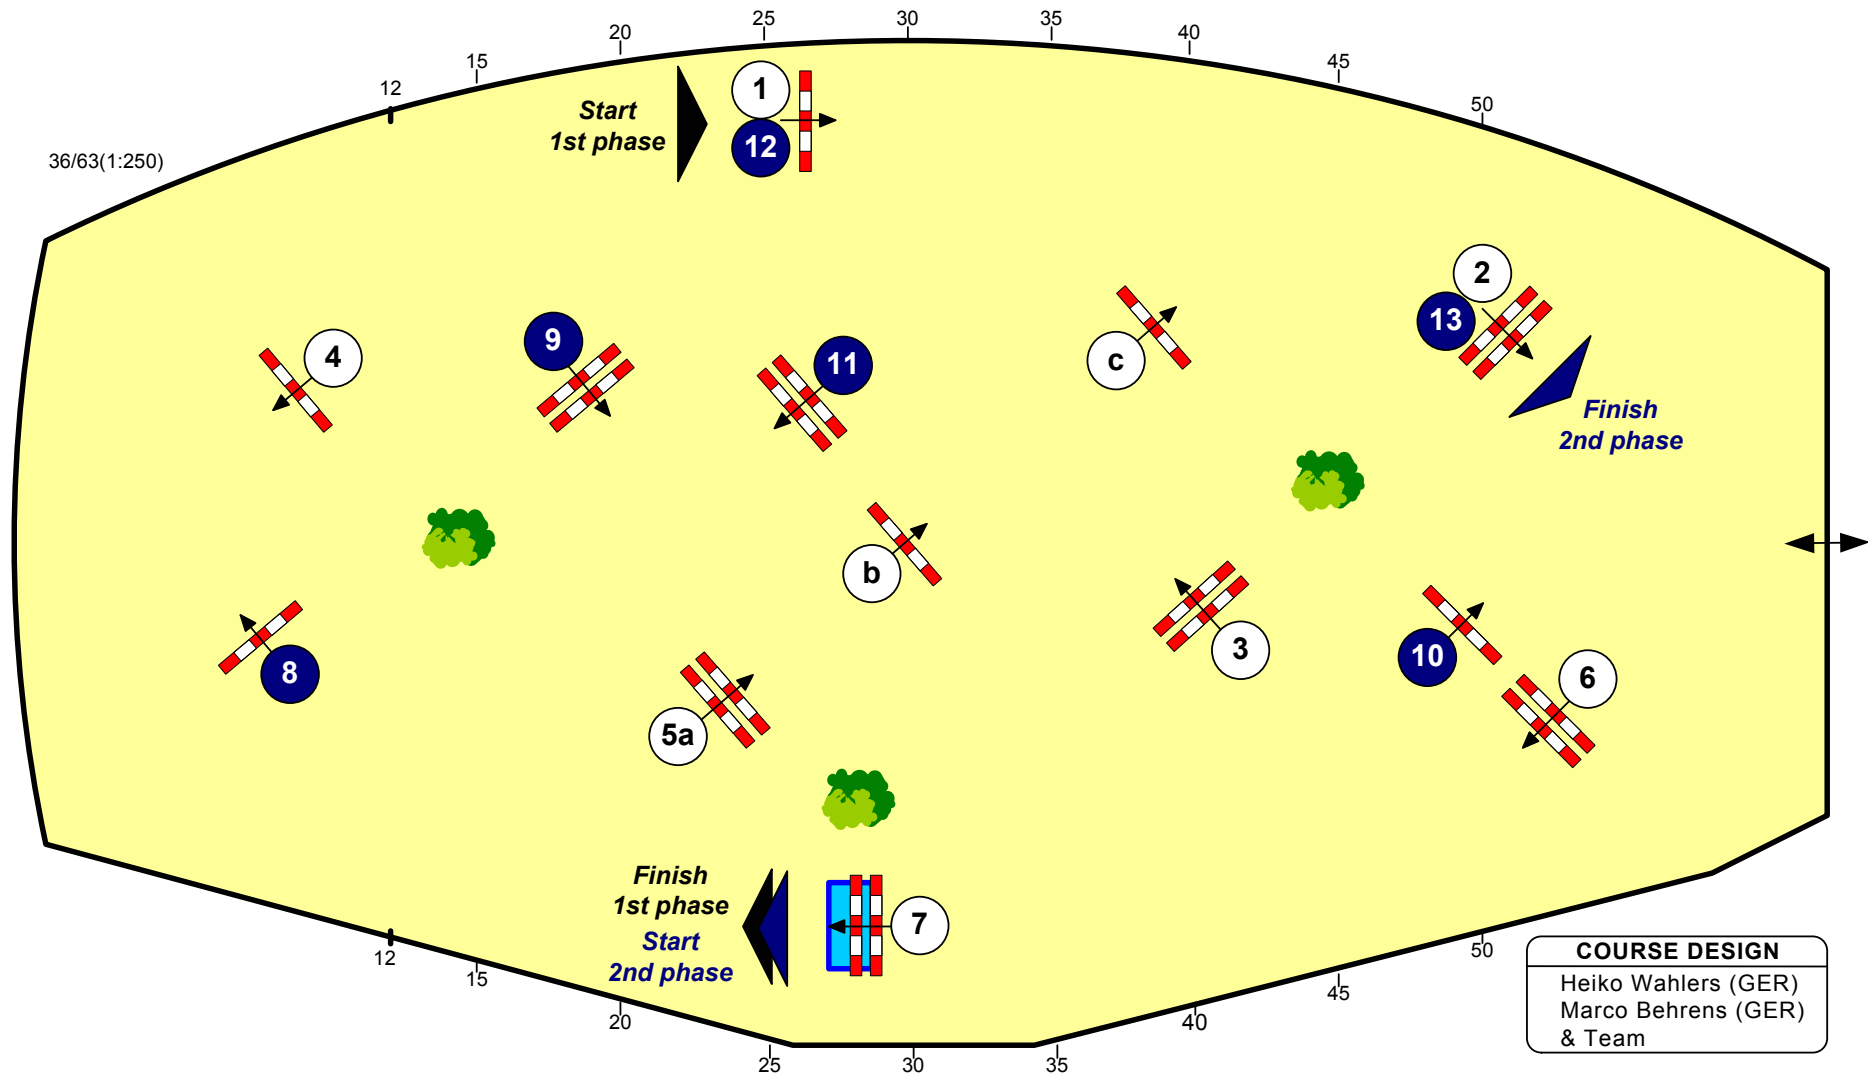 25
30
35
20
40
15
45
12
50
36/63(1:250)
Start
1st phase
1
12
2
13
4
9
11
c
Finish
2nd phase
b
3
10
6
8
5a
Finish
1st phase
Start
2nd phase
7
12
15
20
25
30
35
40
45
50
COURSE DESIGN
Heiko Wahlers (GER)
Marco Behrens (GER)
& Team